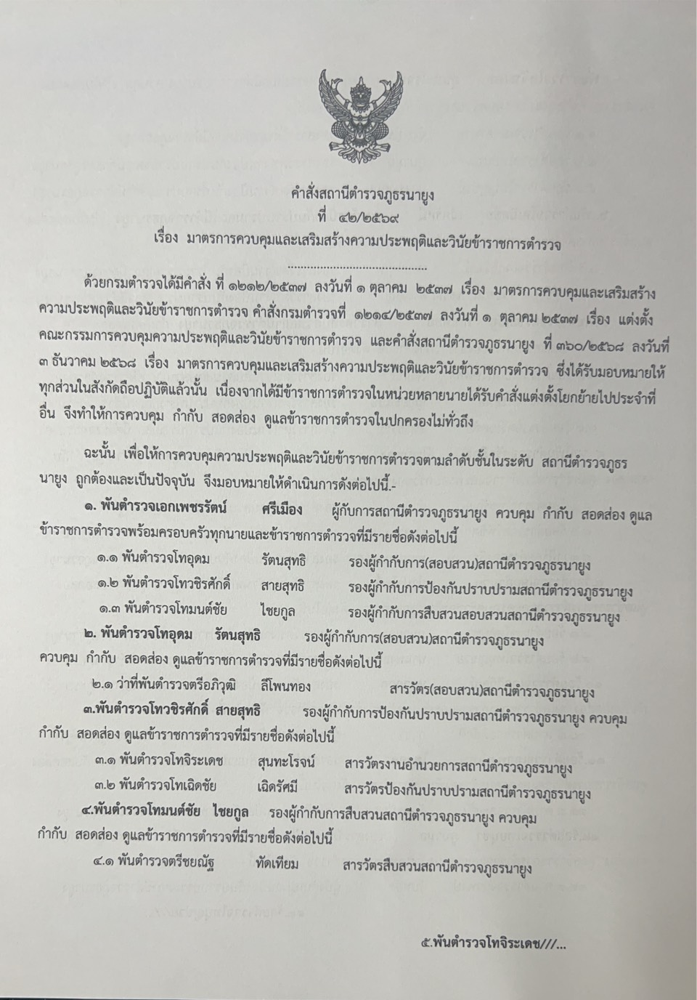 คำสั่งสถานีตำรวจภูธรนายูง
ที่ ๔๒/๒๕๖๙
เรื่อง มาตรการควบคุมและเสริมสร้างความประพฤติและวินัยข้าราชการตำรวจ
................................................
ด้วยกรมตำรวจได้มีคำสั่ง ที่ ๑๒๑๒/๒๕๓๗ ลงวันที่ ๑ ตุลาคม ๒๕๓๗ เรื่อง มาตรการควบคุมและเสริมสร้าง
ความประพฤติและวินัยข้าราชการตำรวจ คำสั่งกรมตำรวจที่ ๑๒๑๔/๒๕๓๗ ลงวันที่ ๑ ตุลาคม ๒๕๓๗ เรื่อง แต่งตั้ง
คณะกรรมการควบคุมความประพฤติและวินัยข้าราชการตำรวจ และคำสั่งสถานีตำรวจภูธรนายูง ที่ ๓๖๐/๒๕๖๘ ลงวันที่
๓ ธันวาคม ๒๕๖๘ เรื่อง มาตรการควบคุมและเสริมสร้างความประพฤติและวินัยข้าราชการตำรวจ ซึ่งได้รับมอบหมายให้
ทุกส่วนในสังกัดถือปฏิบัติแล้วนั้น เนื่องจากได้มีข้าราชการตำรวจในหน่วยหลายนายได้รับคำสั่งแต่งตั้งโยกย้ายไปประจำที่
อื่น จึงทำให้การควบคุม กำกับ สอดส่อง ดูแลข้าราชการตำรวจในปกครองไม่ทั่วถึง
ฉะนั้น เพื่อให้การควบคุมความประพฤติและวินัยข้าราชการตำรวจตามลำดับชั้นในระดับ สถานีตำรวจภูธร
นายูง ถูกต้องและเป็นปัจจุบัน จึงมอบหมายให้ดำเนินการดังต่อไปนี้.-
๑. พันตำรวจเอกเพชรรัตน์ ศรีเมือง ผู้กับการสถานีตำรวจภูธรนายูง ควบคุม กำกับ สอดส่อง ดูแล
ข้าราชการตำรวจพร้อมครอบครัวทุกนายและข้าราชการตำรวจที่มีรายชื่อดังต่อไปนี้
๑.๑ พันตำรวจโทอุดม รัตนสุทธิ รองผู้กำกับการ(สอบสวน)สถานีตำรวจภูธรนายูง
๑.๒ พันตำรวจโทวชิรศักดิ์ สายสุทธิ รองผู้กำกับการป้องกันปราบปรามสถานีตำรวจภูธรนายูง
๑.๓ พันตำรวจโทมนต์ชัย ไชยกูล รองผู้กำกับการสืบสวนสอบสวนสถานีตำรวจภูธรนายูง
๒. พันตำรวจโทอุดม รัตนสุทธิ รองผู้กำกับการ(สอบสวน)สถานีตำรวจภูธรนายูง
ควบคุม กำกับ สอดส่อง ดูแลข้าราชการตำรวจที่มีรายชื่อดังต่อไปนี้
๒.๑ ว่าที่พันตำรวจตรีอภิวุฒิ ลีโพนทอง สารวัตร(สอบสวน)สถานีตำรวจภูธรนายูง
๓.พันตำรวจโทวชิรศักดิ์ สายสุทธิ รองผู้กำกับการป้องกันปราบปรามสถานีตำรวจภูธรนายูง ควบคุม
กำกับ สอดส่อง ดูแลข้าราชการตำรวจที่มีรายชื่อดังต่อไปนี้
๓.๑ พันตำรวจโทจิระเดช สุนทะโรจน์ สารวัตรงานอำนวยการสถานีตำรวจภูธรนายูง
๓.๒ พันตำรวจโทเฉิดชัย เฉิดรัศมี สารวัตรป้องกันปราบปรามสถานีตำรวจภูธรนายูง
๔.พันตำรวจโทมนต์ชัย ไชยกูล รองผู้กำกับการสืบสวนสถานีตำรวจภูธรนายูง ควบคุม
กำกับ สอดส่อง ดูแลข้าราชการตำรวจที่มีรายชื่อดังต่อไปนี้
๔.๑ พันตำรวจตรีชยณัฐ ทัดเทียม สารวัตรสืบสวนสถานีตำรวจภูธรนายูง
๕.พันตำรวจโทจิระเดช///...